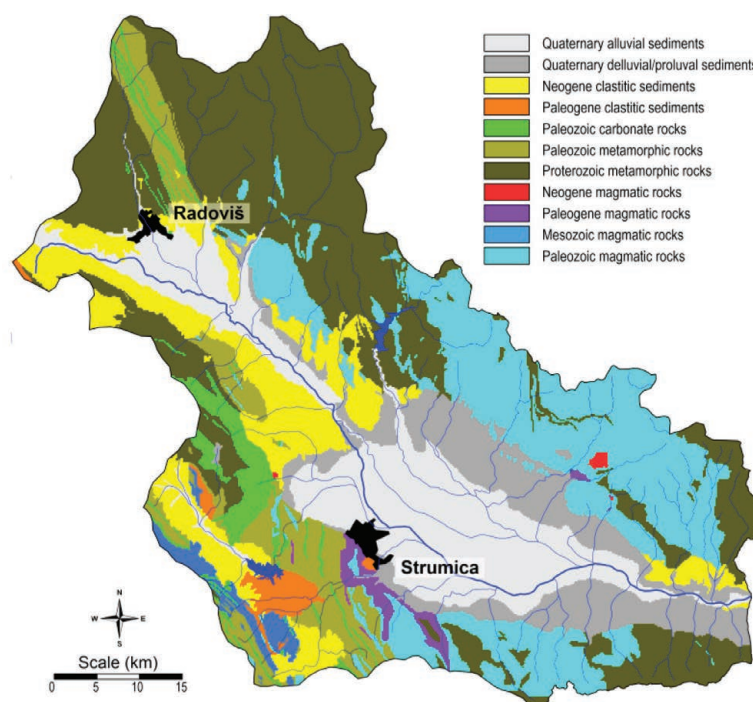 Quaternary alluvial sediments
Quaternary delluvial/proluval sediments
Neogene clastitic sediments
Paleogene clastitic sediments
Paleozoic carbonate rocks
Paleozoic metamorphic rocks
Proterozoic metamorphic rocks
Neogene magmatic rocks
Paleogene magmatic rocks
Mesozoic magmatic rocks
Paleozoic magmatic rocks
Radoviš
Strumica
N
W E
S
Scale (km)
0 5 10 15